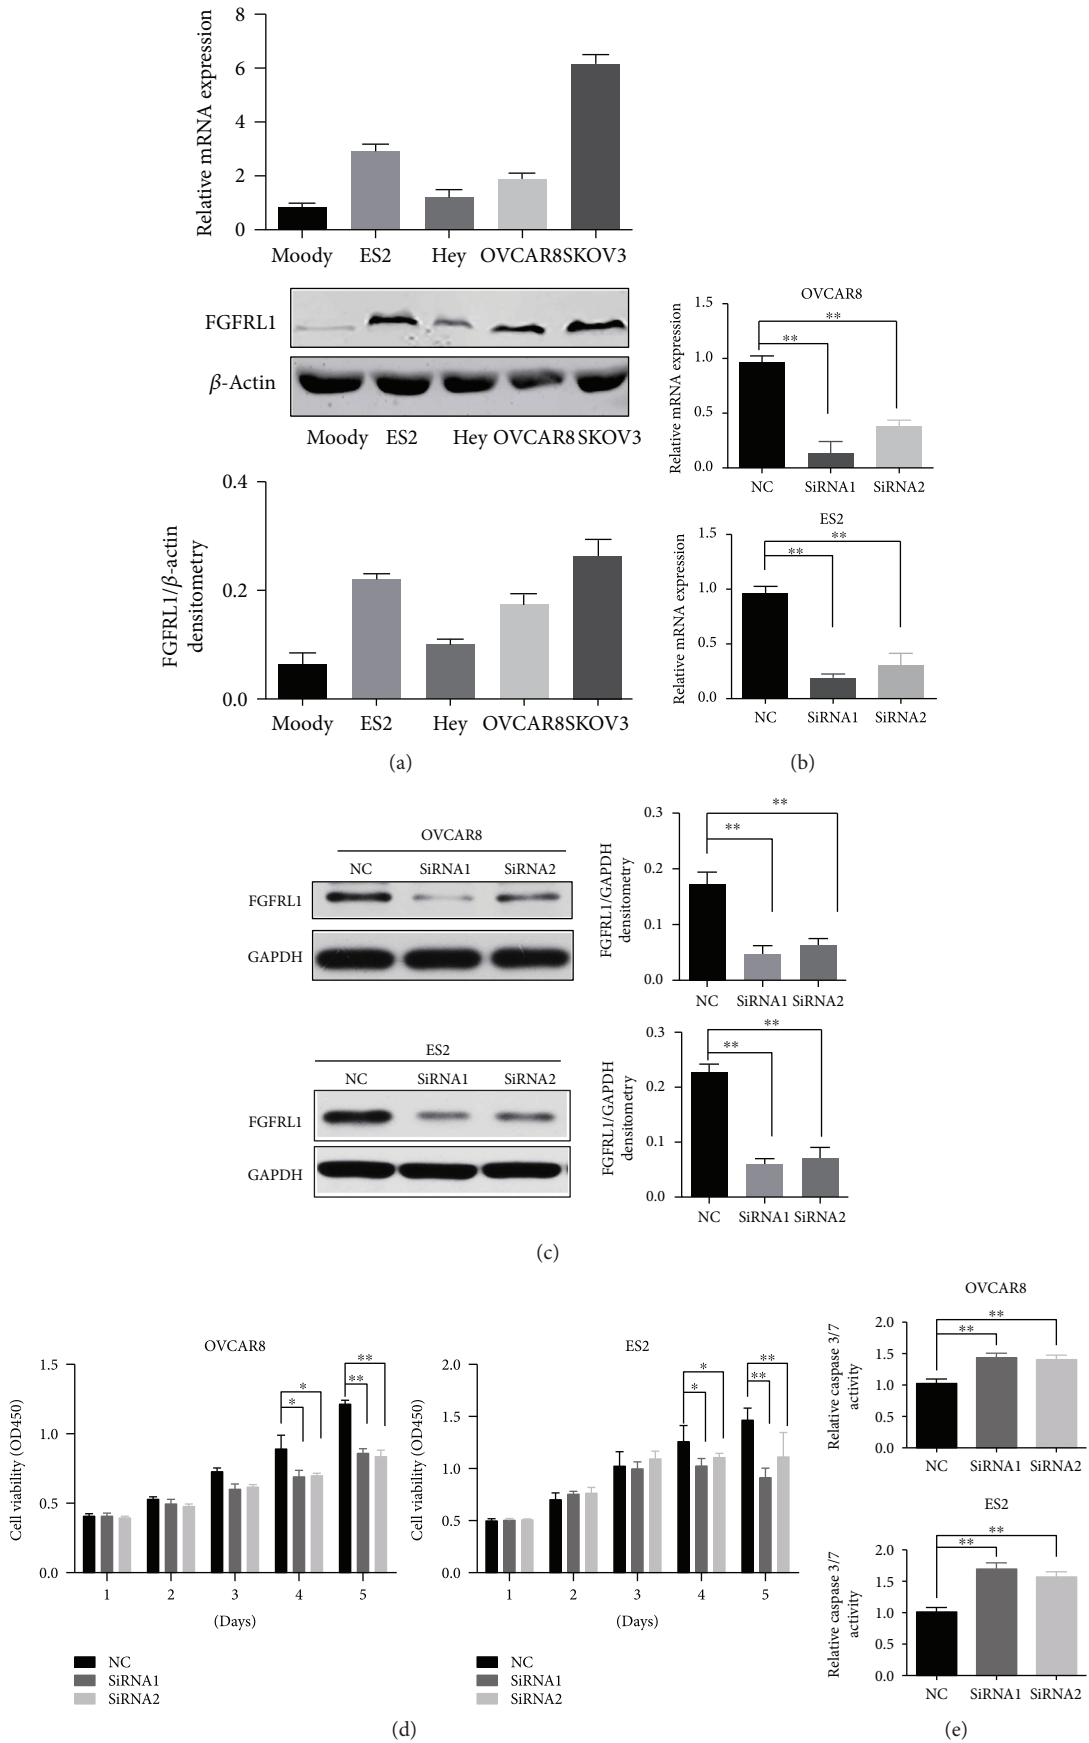 8
6
4
2
0
Relative mRNA expression
Moody ES2 Hey OVCAR8SKOV3
FGFRL1
β-Actin
Moody ES2 Hey OVCAR8 SKOV3
0.4
0.2
0.0
FGFRL1/β-actin
densitometry
Moody ES2 Hey OVCAR8SKOV3
(a)
OVCAR8
1.5
1.0
0.5
0.0
Relative mRNA expression
**
**
NC SiRNA1 SiRNA2
ES2
1.5
1.0
0.5
0.0
Relative mRNA expression
**
**
NC SiRNA1 SiRNA2
(b)
OVCAR8
NC SiRNA1 SiRNA2
FGFRL1
GAPDH
0.3
0.2
0.1
0.0
FGFRL1/GAPDH
densitometry
**
**
NC SiRNA1 SiRNA2
ES2
NC SiRNA1 SiRNA2
FGFRL1
GAPDH
0.3
0.2
0.1
0.0
FGFRL1/GAPDH
densitometry
**
**
NC SiRNA1 SiRNA2
(c)
OVCAR8
1.5
1.0
0.5
0.0
Cell viability (OD450)
*
*
**
**
1 2 3 4 5
(Days)
NC
SiRNA1
SiRNA2
ES2
2.0
1.5
1.0
0.5
0.0
Cell viability (OD450)
*
*
**
**
1 2 3 4 5
(Days)
NC
SiRNA1
SiRNA2
(d)
OVCAR8
2.0
1.5
1.0
0.5
0.0
Relative caspase 3/7
activity
**
**
NC SiRNA1 SiRNA2
ES2
2.0
1.5
1.0
0.5
0.0
Relative caspase 3/7
activity
**
**
NC SiRNA1 SiRNA2
(e)